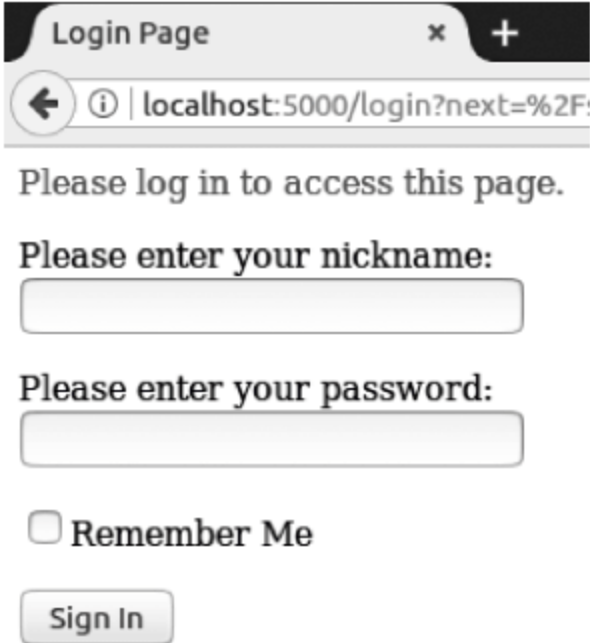 Login Page
localhost:5000/login?next=%2F
Please log in to access this page.
Please enter your nickname:
Please enter your password:
Remember Me
Sign In